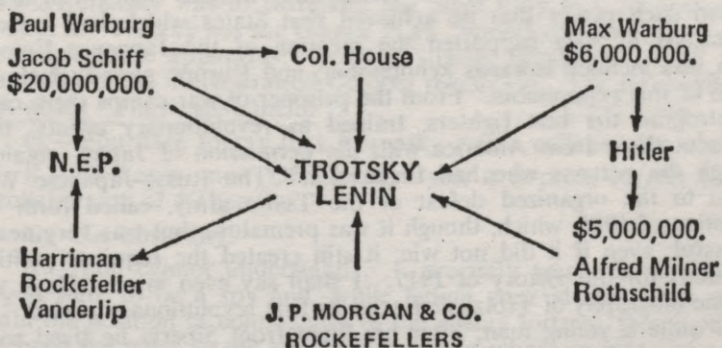 Paul Warburg
Jacob Schiff
$20,000,000.
Col. House
Max Warburg
$6,000,000.
N.E.P.
TROTSKY
LENIN
Hitler
$5,000,000.
Harriman
Rockefeller
Vanderlip
Alfred Milner
Rothschild
J. P. MORGAN & CO.
ROCKEFELLERS